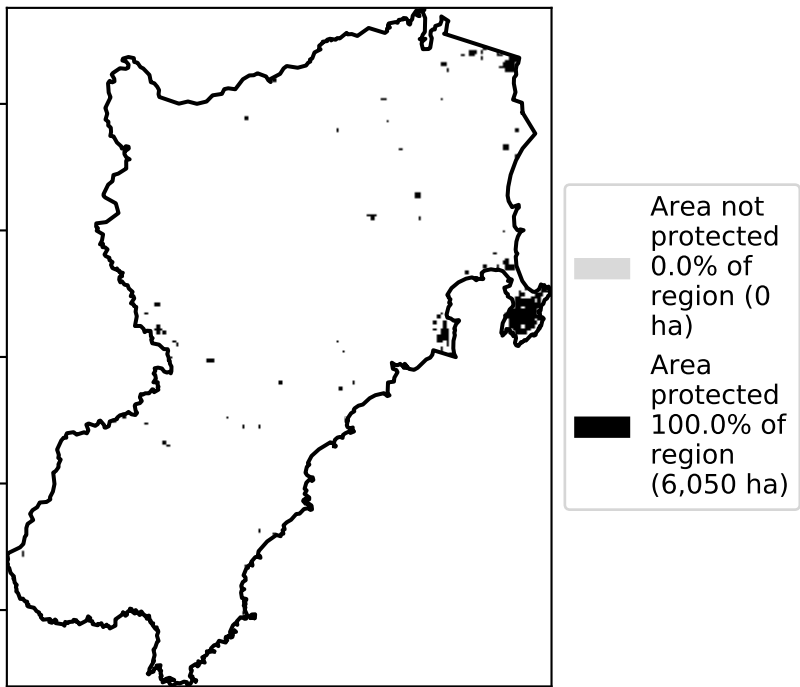 Area not
protected
0.0% of
region (0
ha)
Area
protected
100.0% of
region
(6,050 ha)